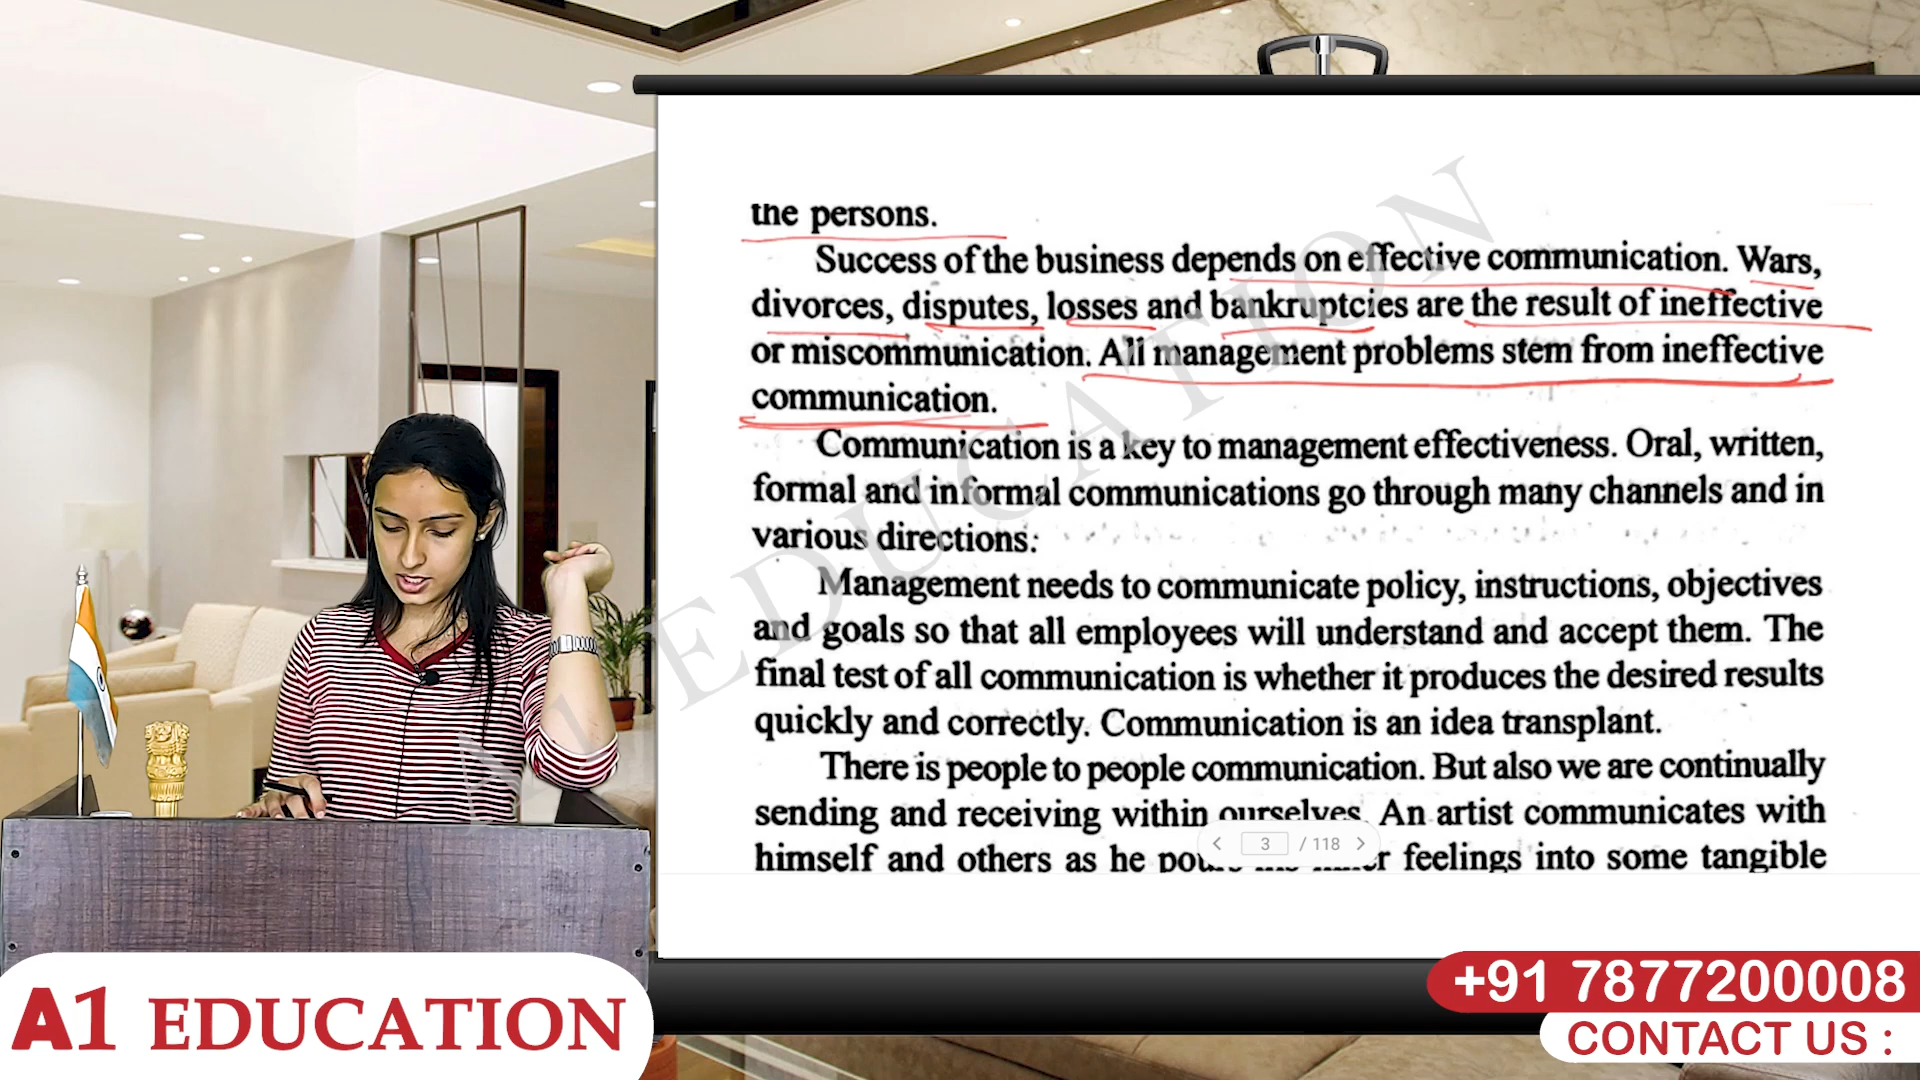 the persons.
Success of the business depends on effective communication. Wars,
divorces, disputes, losses and bankruptcies are the result of ineffective
or miscommunication. All management problems stem from ineffective
communication.
Communication is a key to management effectiveness. Oral, written,
formal and informal communications go through many channels and in
various directions:
Management needs to communicate policy, instructions, objectives
and goals so that all employees will understand and accept them. The
final test of all communication is whether it produces the desired results
quickly and correctly. Communication is an idea transplant.
There is people to people communication. But also we are continually
sending and receiving within ourselves. An artist communicates with
himself and others as he feelings into some tangible
3 / 118
A1 EDUCATION
A1 EDUCATION
+91 7877200008
CONTACT US :